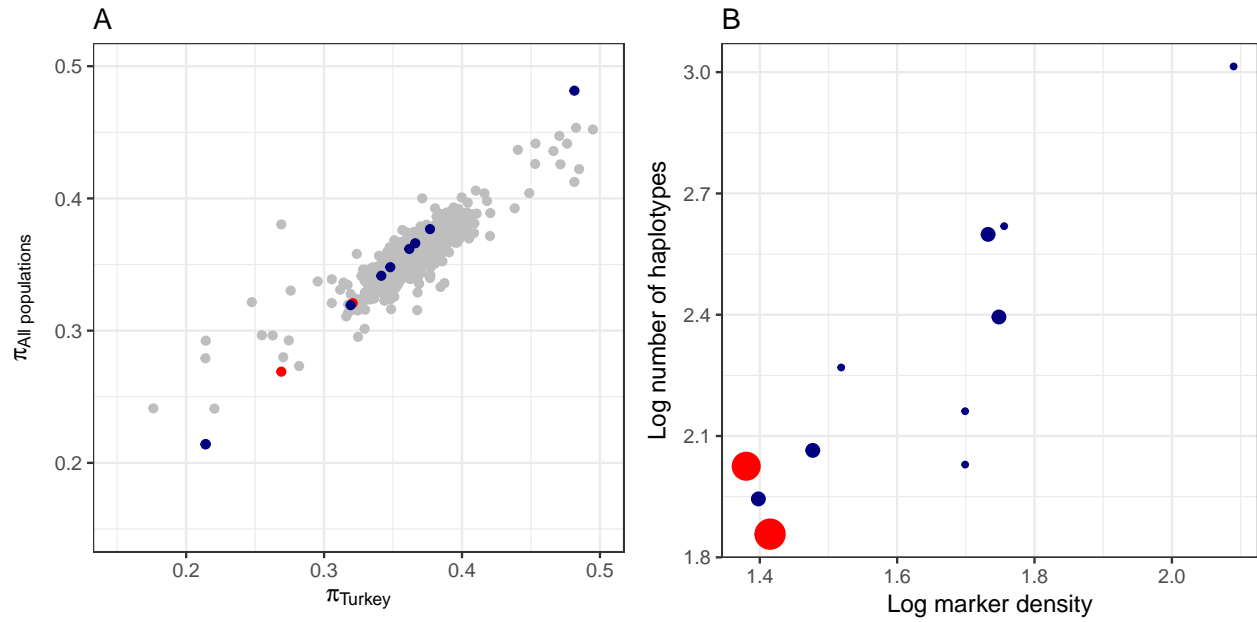 A
0.5
0.4
0.3
0.2
πAll populations
0.2
0.3
0.4
0.5
πTurkey
B
3.0
2.7
2.4
2.1
1.8
Log number of haplotypes
1.4
1.6
1.8
2.0
Log marker density